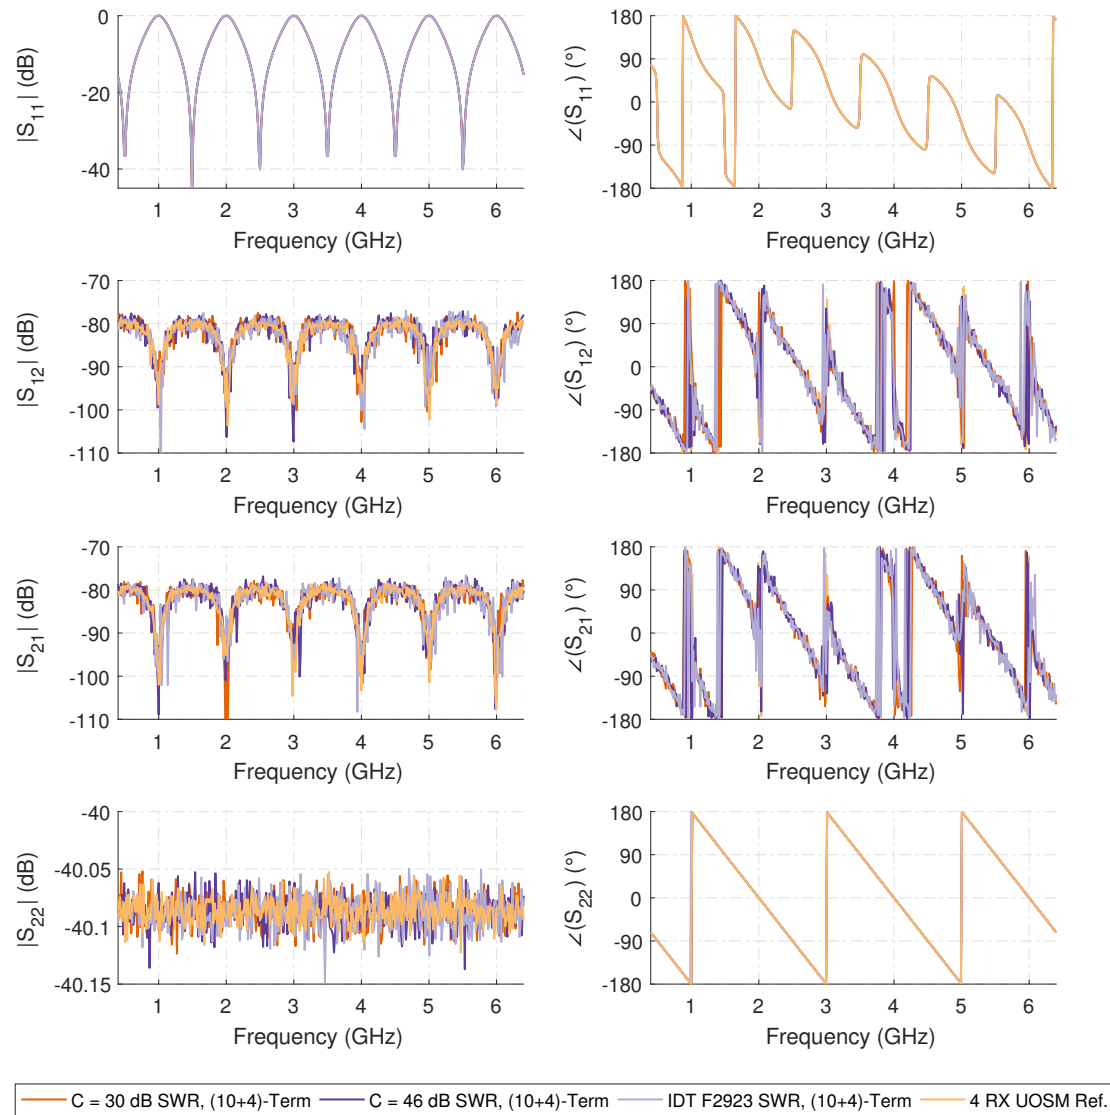 |S11| (dB)
0
-20
-40
1 2 3 4 5 6
Frequency (GHz)
∠(S11) (°)
180
90
0
-90
-180
1 2 3 4 5 6
Frequency (GHz)
|S12| (dB)
-70
-80
-90
-100
-110
1 2 3 4 5 6
Frequency (GHz)
∠(S12) (°)
180
90
0
-90
-180
1 2 3 4 5 6
Frequency (GHz)
|S21| (dB)
-70
-80
-90
-100
-110
1 2 3 4 5 6
Frequency (GHz)
∠(S21) (°)
180
90
0
-90
-180
1 2 3 4 5 6
Frequency (GHz)
|S22| (dB)
-40
-40.05
-40.1
-40.15
1 2 3 4 5 6
Frequency (GHz)
∠(S22) (°)
180
90
0
-90
-180
1 2 3 4 5 6
Frequency (GHz)
C = 30 dB SWR, (10+4)-Term C = 46 dB SWR, (10+4)-Term IDT F2923 SWR, (10+4)-Term 4 RX UOSM Ref.